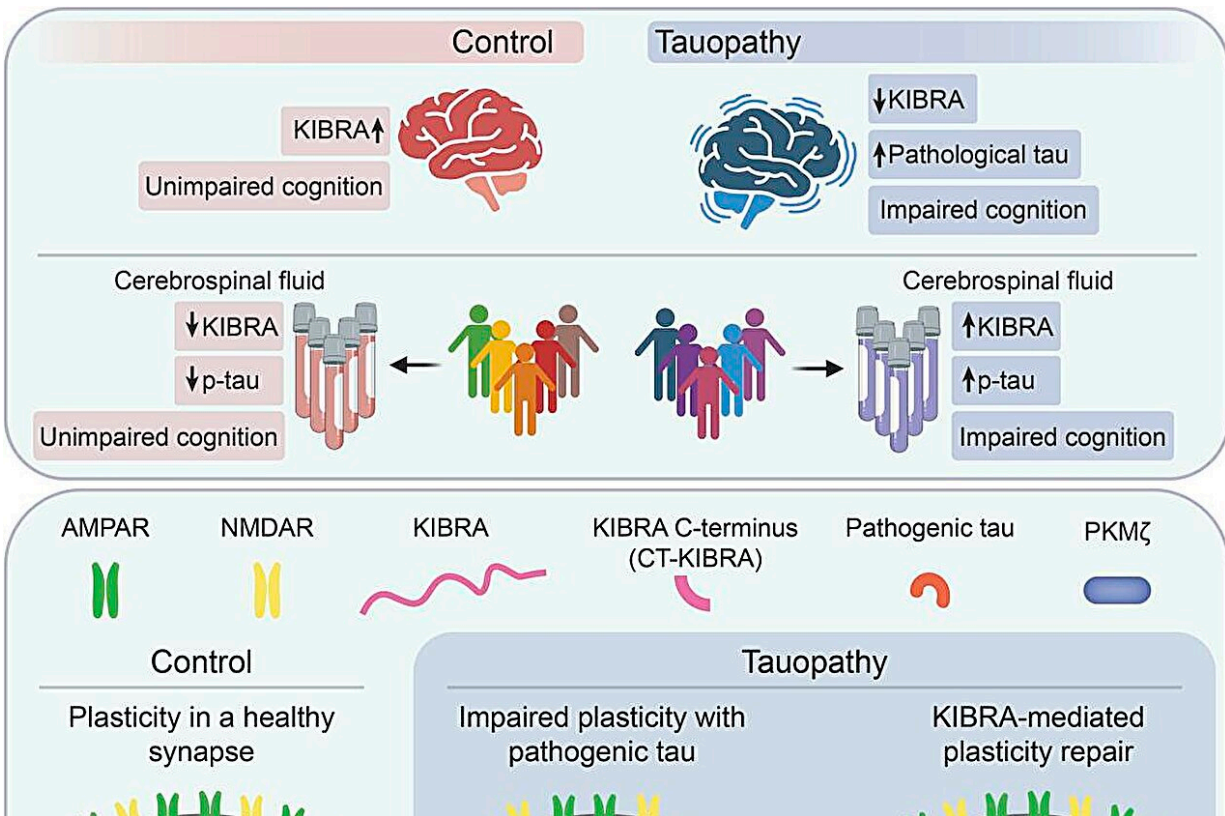 Control
Tauopathy
KIBRA↑
Unimpaired cognition
↓KIBRA
↑Pathological tau
Impaired cognition
Cerebrospinal fluid
↓KIBRA
↓p-tau
Unimpaired cognition
Cerebrospinal fluid
↑KIBRA
↑p-tau
Impaired cognition
AMPAR
NMDAR
KIBRA
KIBRA C-terminus
(CT-KIBRA)
Pathogenic tau
PKMζ
Control
Plasticity in a healthy
synapse
Tauopathy
Impaired plasticity with
pathogenic tau
KIBRA-mediated
plasticity repair